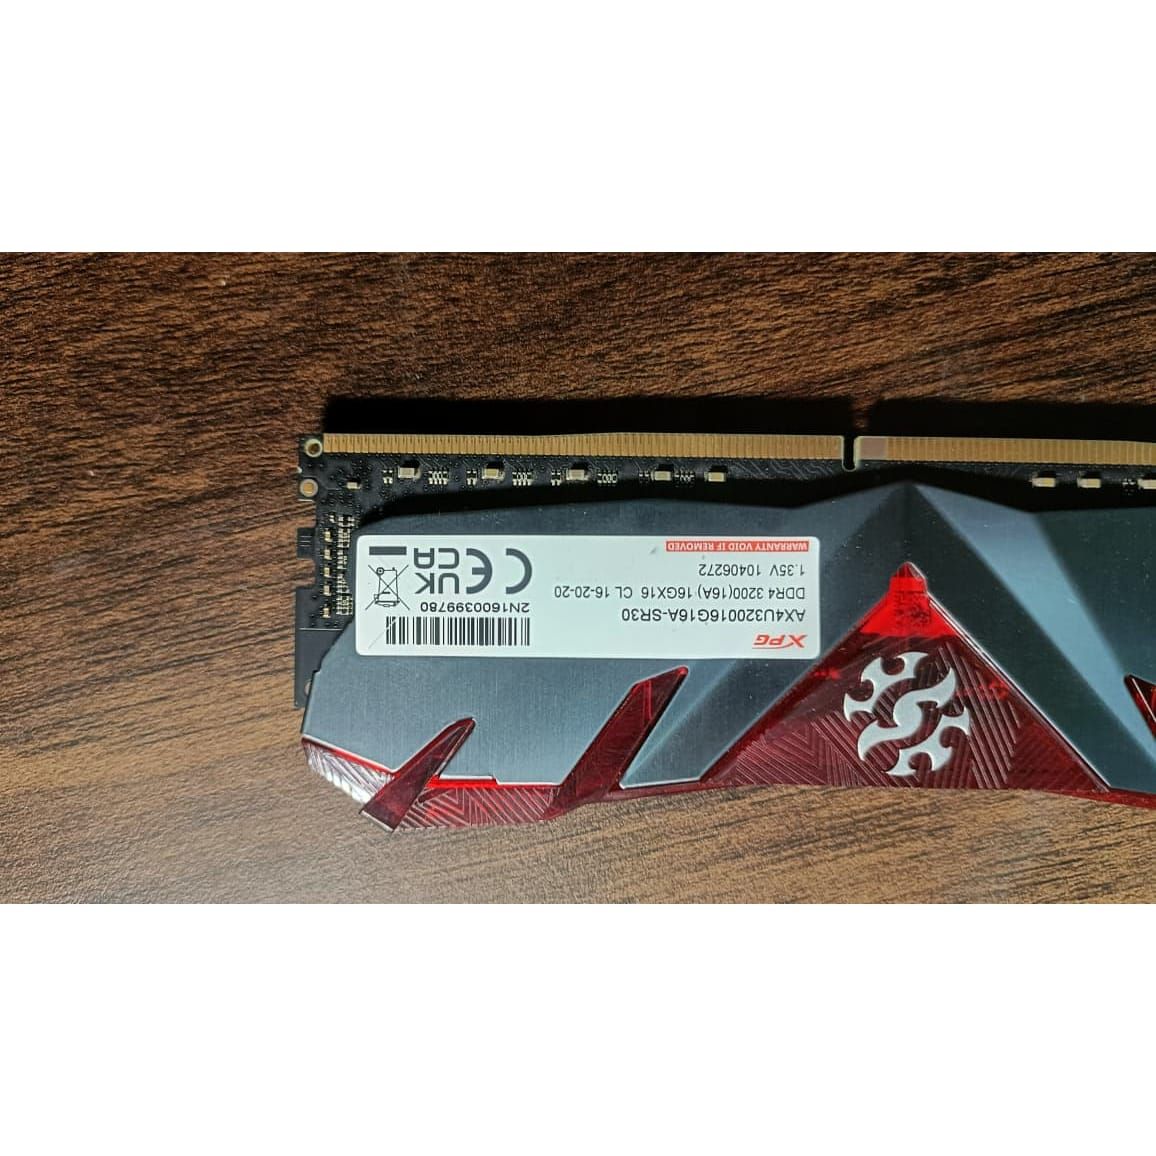 XPG
AX4U320016G16A-SR30
DDR4 3200(16A) 16GX16 CL 16-20-20
1.35V 10406272
WARRANTY VOID IF REMOVED
2N1600399780
CE
UK
CA